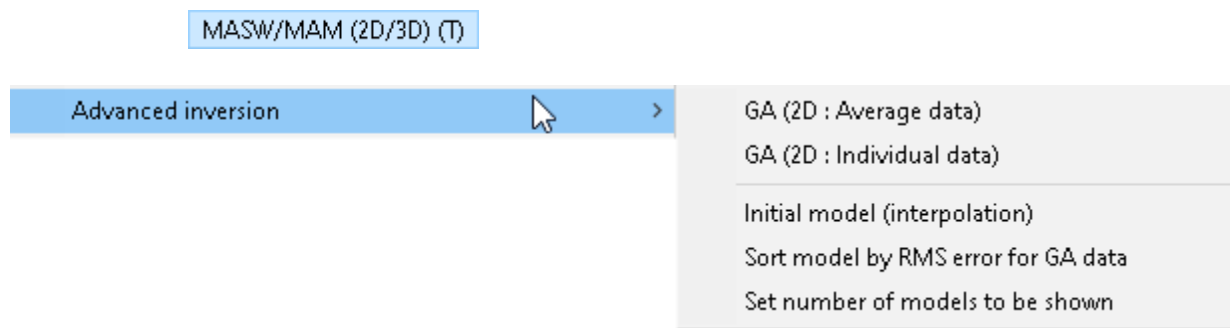 MASW/MAM (2D/3D) (T)
Advanced inversion >
GA (2D : Average data)
GA (2D : Individual data)
Initial model (interpolation)
Sort model by RMS error for GA data
Set number of models to be shown